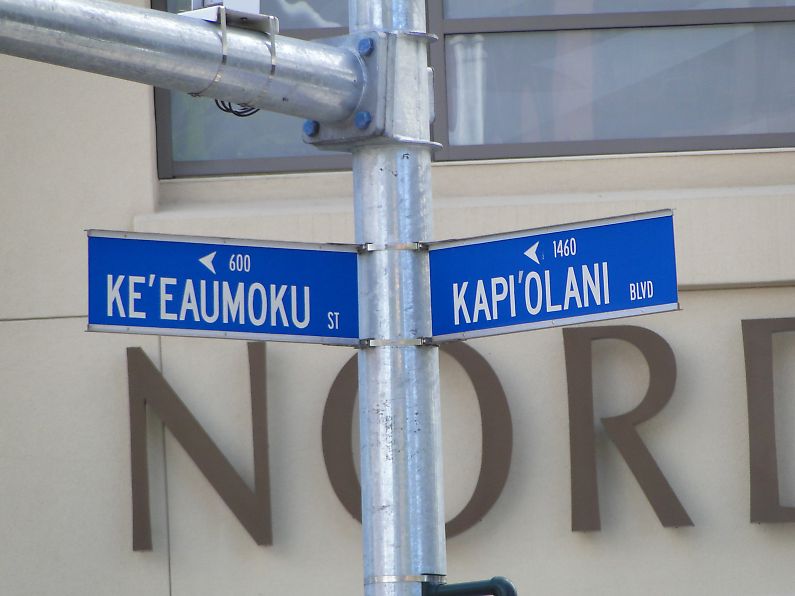 600
KE'EAUMOKU ST
1460
KAPI'OLANI BLVD
NORD